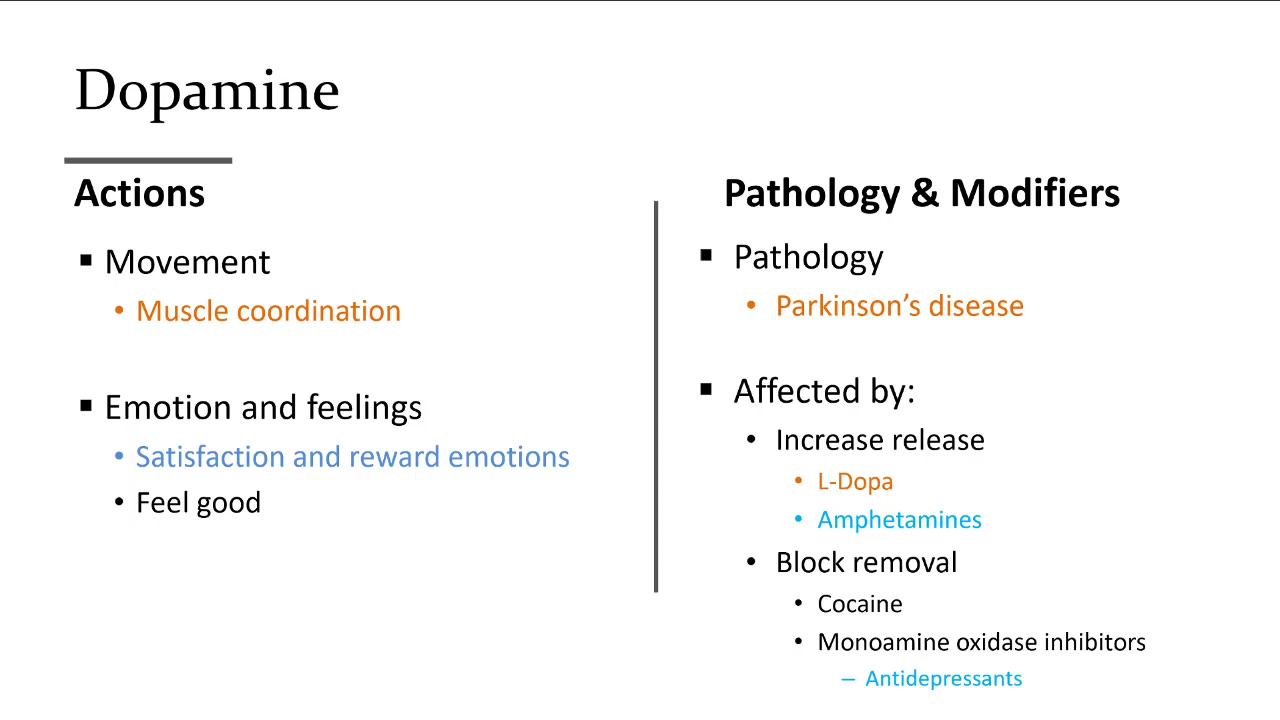 Dopamine
Actions
▪ Movement
• Muscle coordination
▪ Emotion and feelings
• Satisfaction and reward emotions
• Feel good
Pathology & Modifiers
▪ Pathology
• Parkinson’s disease
▪ Affected by:
• Increase release
• L-Dopa
• Amphetamines
• Block removal
• Cocaine
• Monoamine oxidase inhibitors
– Antidepressants